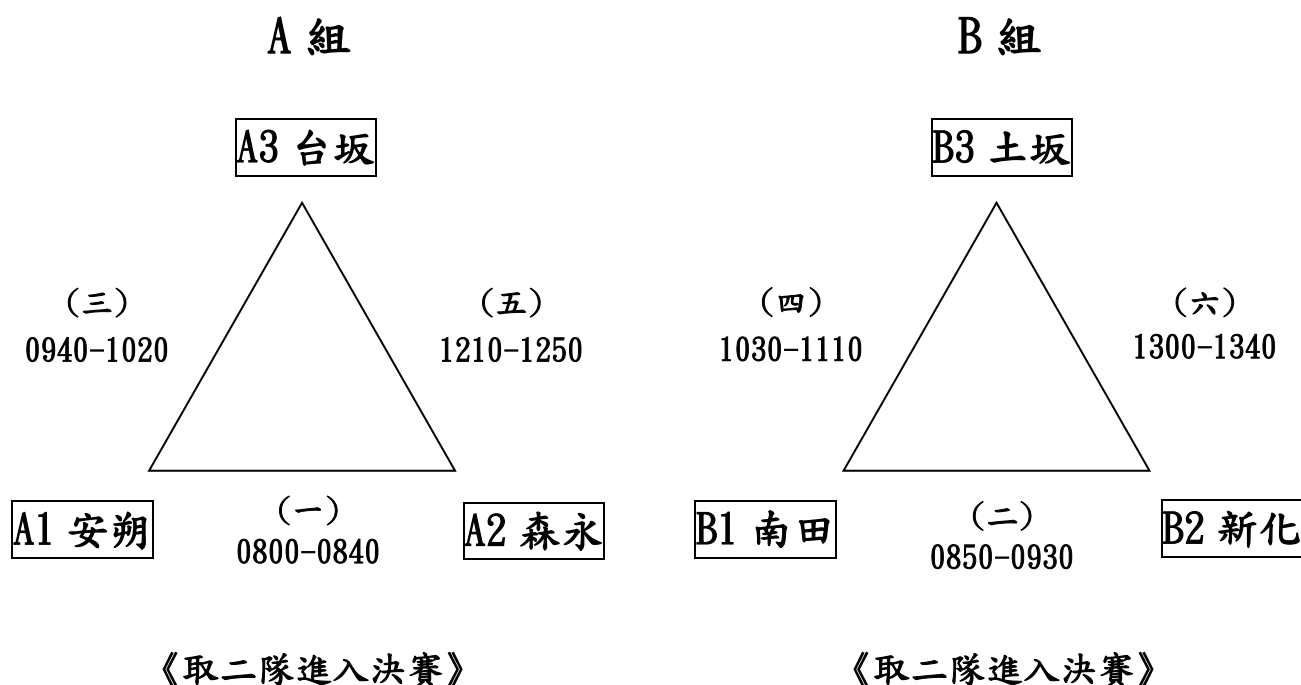 A 組
A3 台坂
(三)
0940-1020
(五)
1210-1250
A1 安朔
(一)
0800-0840
A2 森永
《取二隊進入決賽》
B 組
B3 土坂
(四)
1030-1110
(六)
1300-1340
B1 南田
(二)
0850-0930
B2 新化
《取二隊進入決賽》